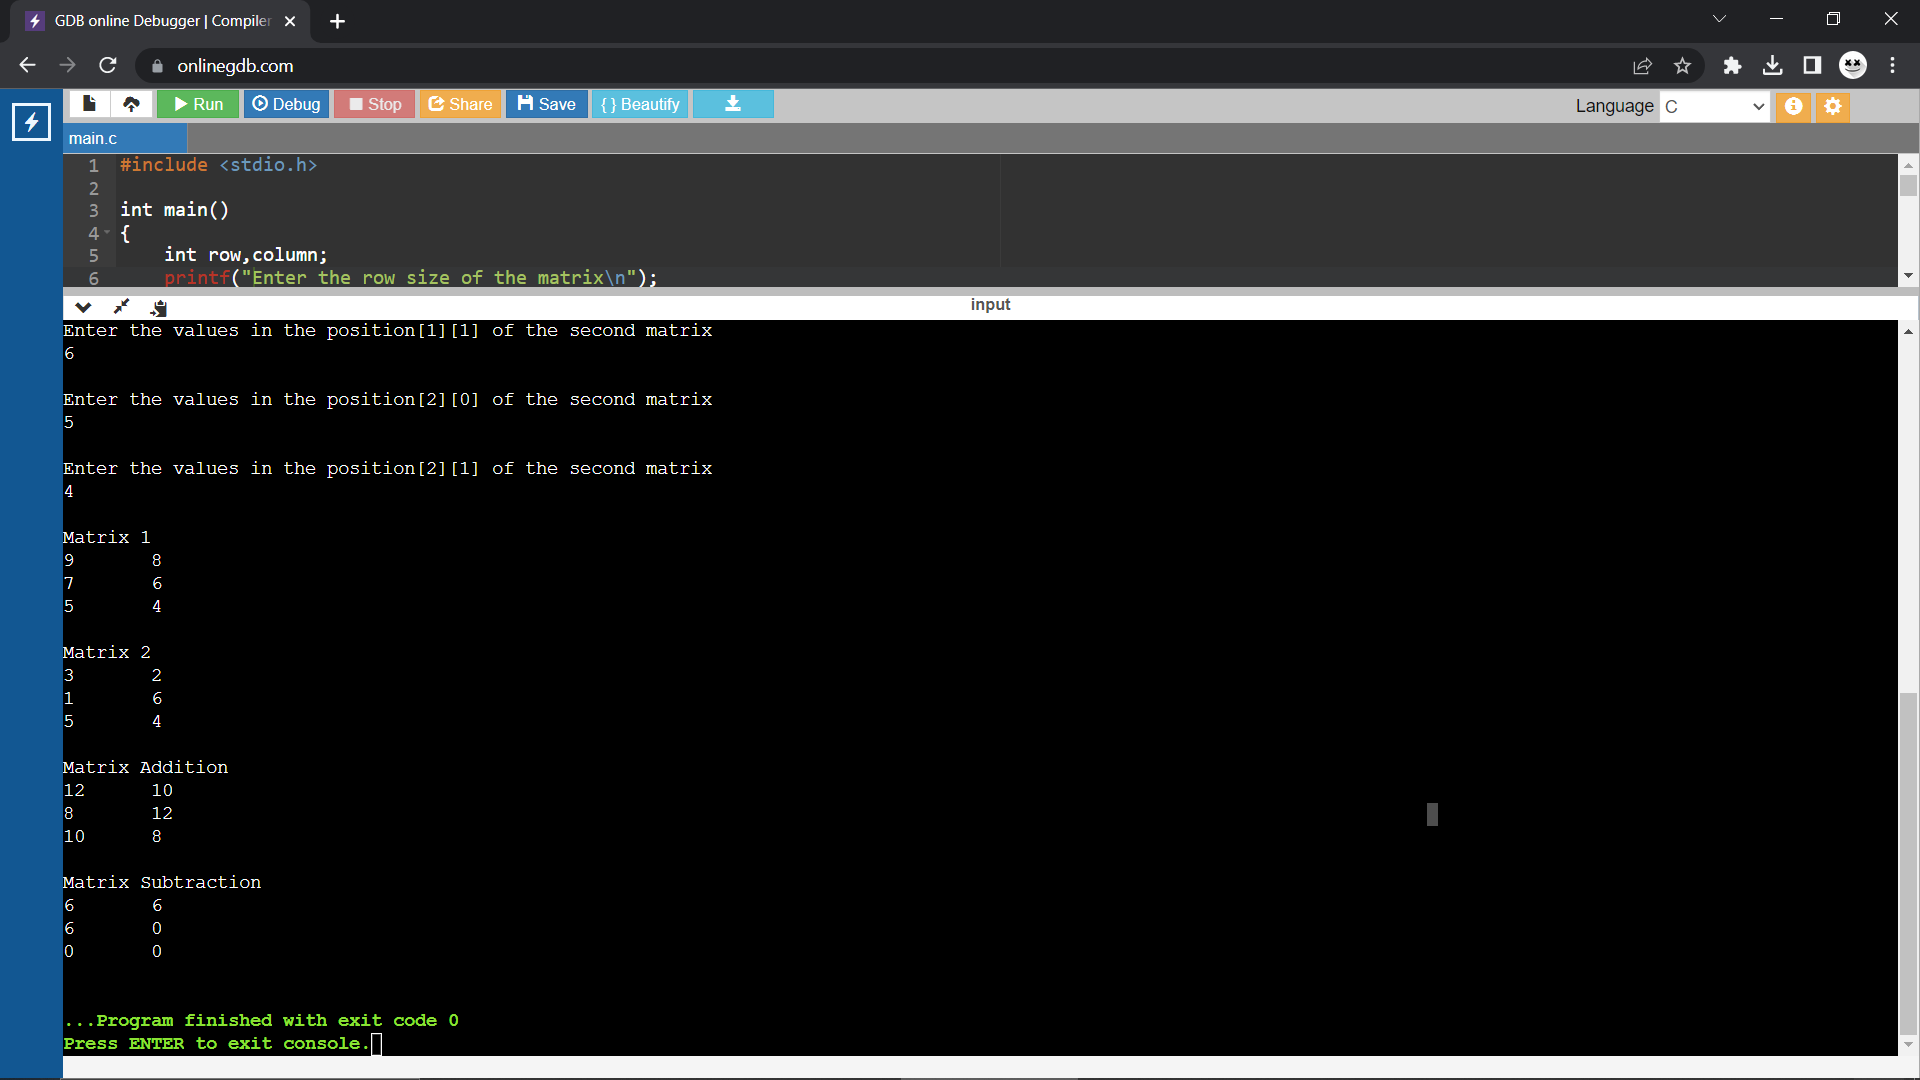 GDB online Debugger | Compiler
onlinegdb.com
Run Debug Stop Share Save { } Beautify Language C
main.c
1 #include <stdio.h>
2
3 int main()
4 {
5 int row,column;
6 printf("Enter the row size of the matrix\n");
input
Enter the values in the position[1][1] of the second matrix
6
Enter the values in the position[2][0] of the second matrix
5
Enter the values in the position[2][1] of the second matrix
4
Matrix 1
9 8
7 6
5 4
Matrix 2
3 2
1 6
5 4
Matrix Addition
12 10
8 12
10 8
Matrix Subtraction
6 6
6 0
0 0
...Program finished with exit code 0
Press ENTER to exit console.